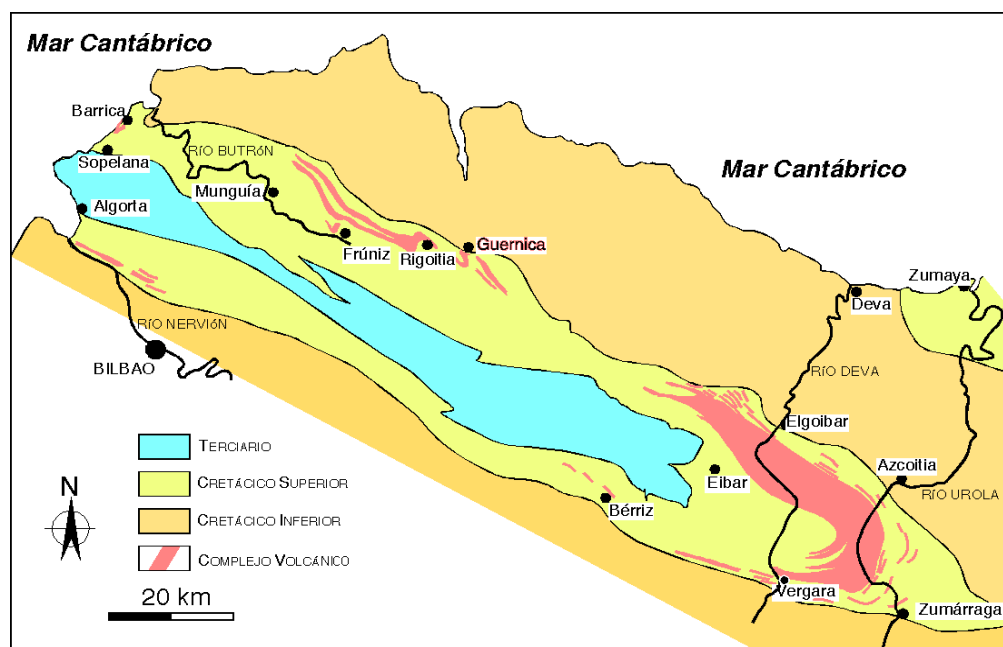 Mar Cantábrico
Barrica
RÍO BUTRÓN
Sopelana
Mar Cantábrico
Munguía
Algorta
Guernica
Frúniz
Rigoitia
Zumaya
Deva
RÍO NERVIÓN
BILBAO
RÍO DEVA
Elgoibar
TERCIARIO
Azcoitia
Eibar
CRETÁCICO SUPERIOR
RÍO UROLA
N
Bérriz
CRETÁCICO INFERIOR
COMPLEJO VOLCÁNICO
Vergara
20 km
Zumárraga